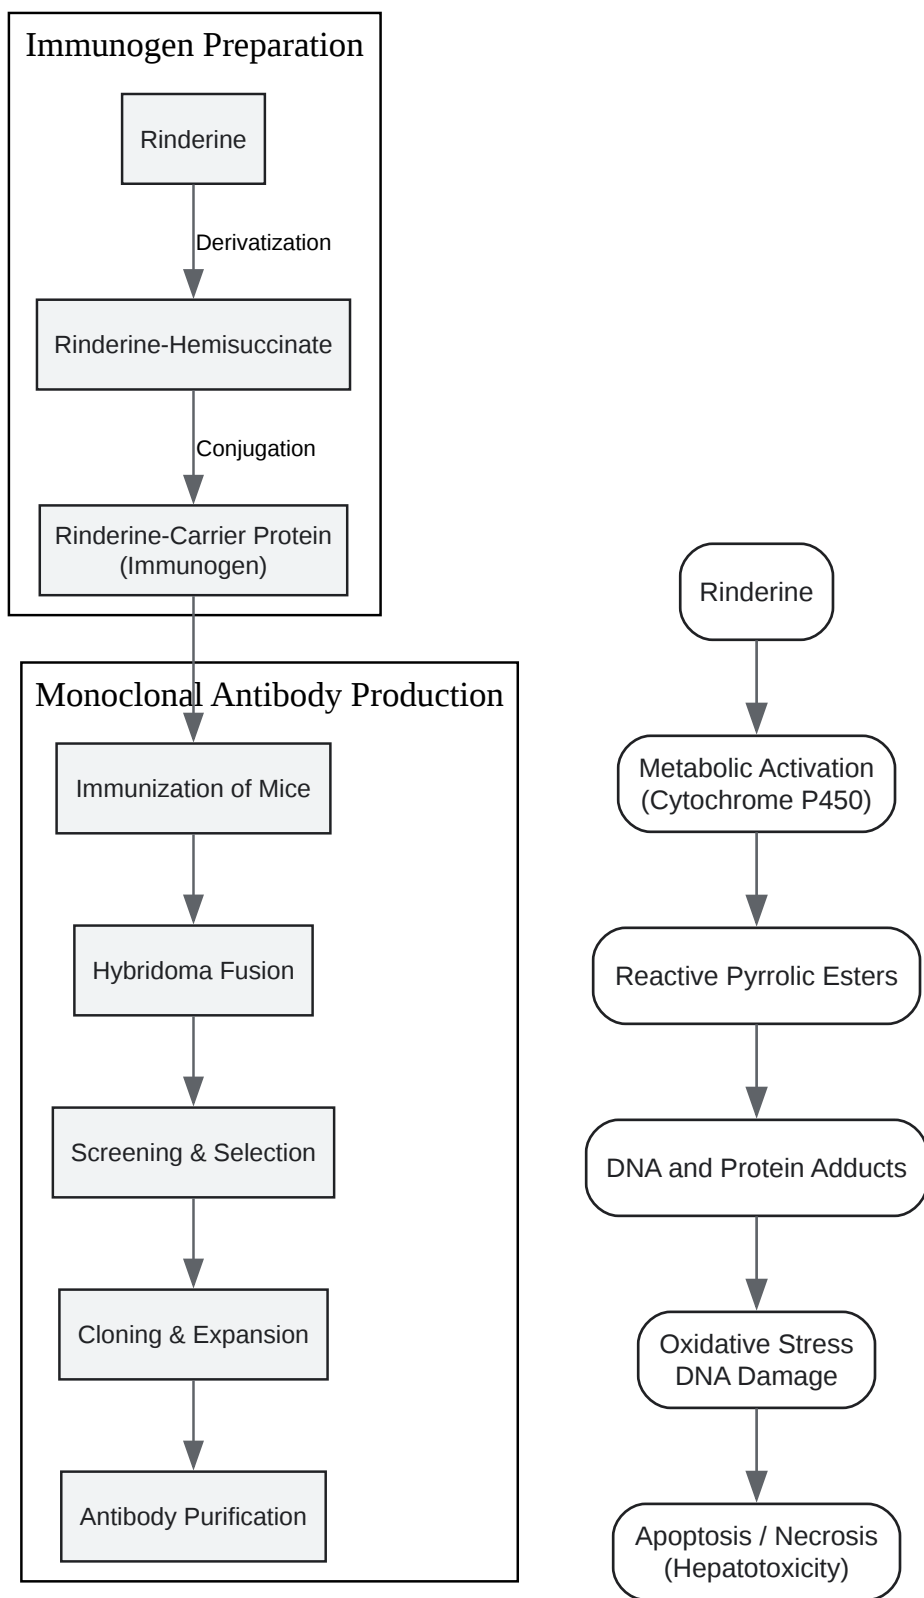 Immunogen Preparation
Rinderine
Derivatization
Rinderine-Hemisuccinate
Conjugation
Rinderine-Carrier Protein
(Immunogen)
Monoclonal Antibody Production
Immunization of Mice
Hybridoma Fusion
Screening & Selection
Cloning & Expansion
Antibody Purification
Rinderine
Metabolic Activation
(Cytochrome P450)
Reactive Pyrrolic Esters
DNA and Protein Adducts
Oxidative Stress
DNA Damage
Apoptosis / Necrosis
(Hepatotoxicity)